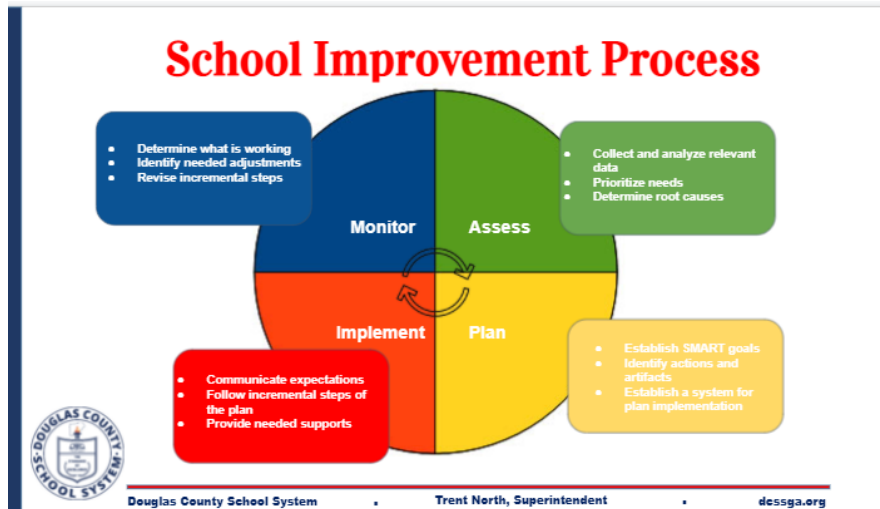 School Improvement Process
• Determine what is working
• Identify needed adjustments
• Revise incremental steps
• Collect and analyze relevant
data
• Prioritize needs
• Determine root causes
Monitor
Assess
Implement
Plan
• Communicate expectations
• Follow incremental steps of
the plan
• Provide needed supports
• Establish SMART goals
• Identify actions and
artifacts
• Establish a system for
plan implementation
DOUGLAS COUNTY
SCHOOL SYSTEM
Douglas County School System . Trent North, Superintendent . dcssga.org